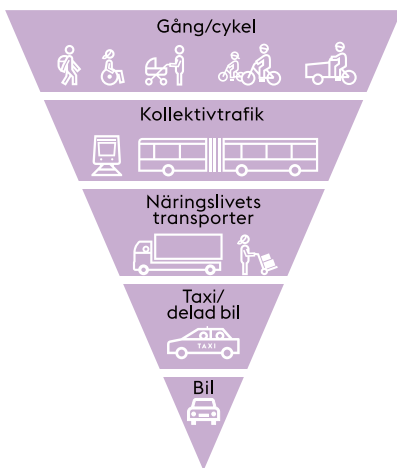 Gång/cykel
Kollektivtrafik
Näringslivets
transporter
Taxi/
delad bil
TAXI
Bil